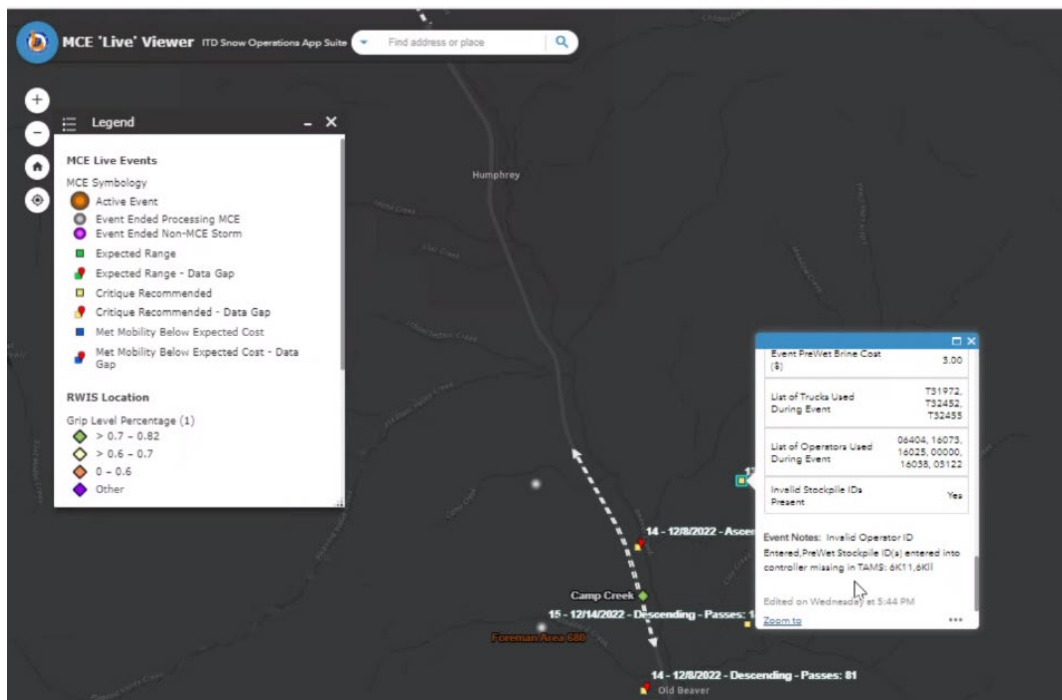 MCE 'Live' Viewer ITD Snow Operations App Suite
Find address or place
Legend
MCE Live Events
MCE Symbology
Active Event
Event Ended Processing MCE
Event Ended Non-MCE Storm
Expected Range
Expected Range - Data Gap
Critique Recommended
Critique Recommended - Data Gap
Met Mobility Below Expected Cost
Met Mobility Below Expected Cost - Data
Gap
RWIS Location
Grip Level Percentage (1)
> 0.7 - 0.82
> 0.6 - 0.7
0 - 0.6
Other
Humphrey
14 - 12/8/2022 - Ascen
Camp Creek
15 - 12/14/2022 - Descending - Passes: 1
Foreman Area 680
14 - 12/8/2022 - Descending - Passes: 81
Old Beaver
Event PreWet Brine Cost
($)
3.00
List of Trucks Used
During Event
T31972,
T32452,
T32455
List of Operators Used
During Event
06404, 16073,
16025, 00000,
16038, 03122
Invalid Stockpile IDs
Present
Yes
Event Notes: Invalid Operator ID
Entered,PreWet Stockpile ID(s) entered into
controller missing in TAMS: 6K11,6Kll
Edited on Wednesday at 5:44 PM
Zoom to